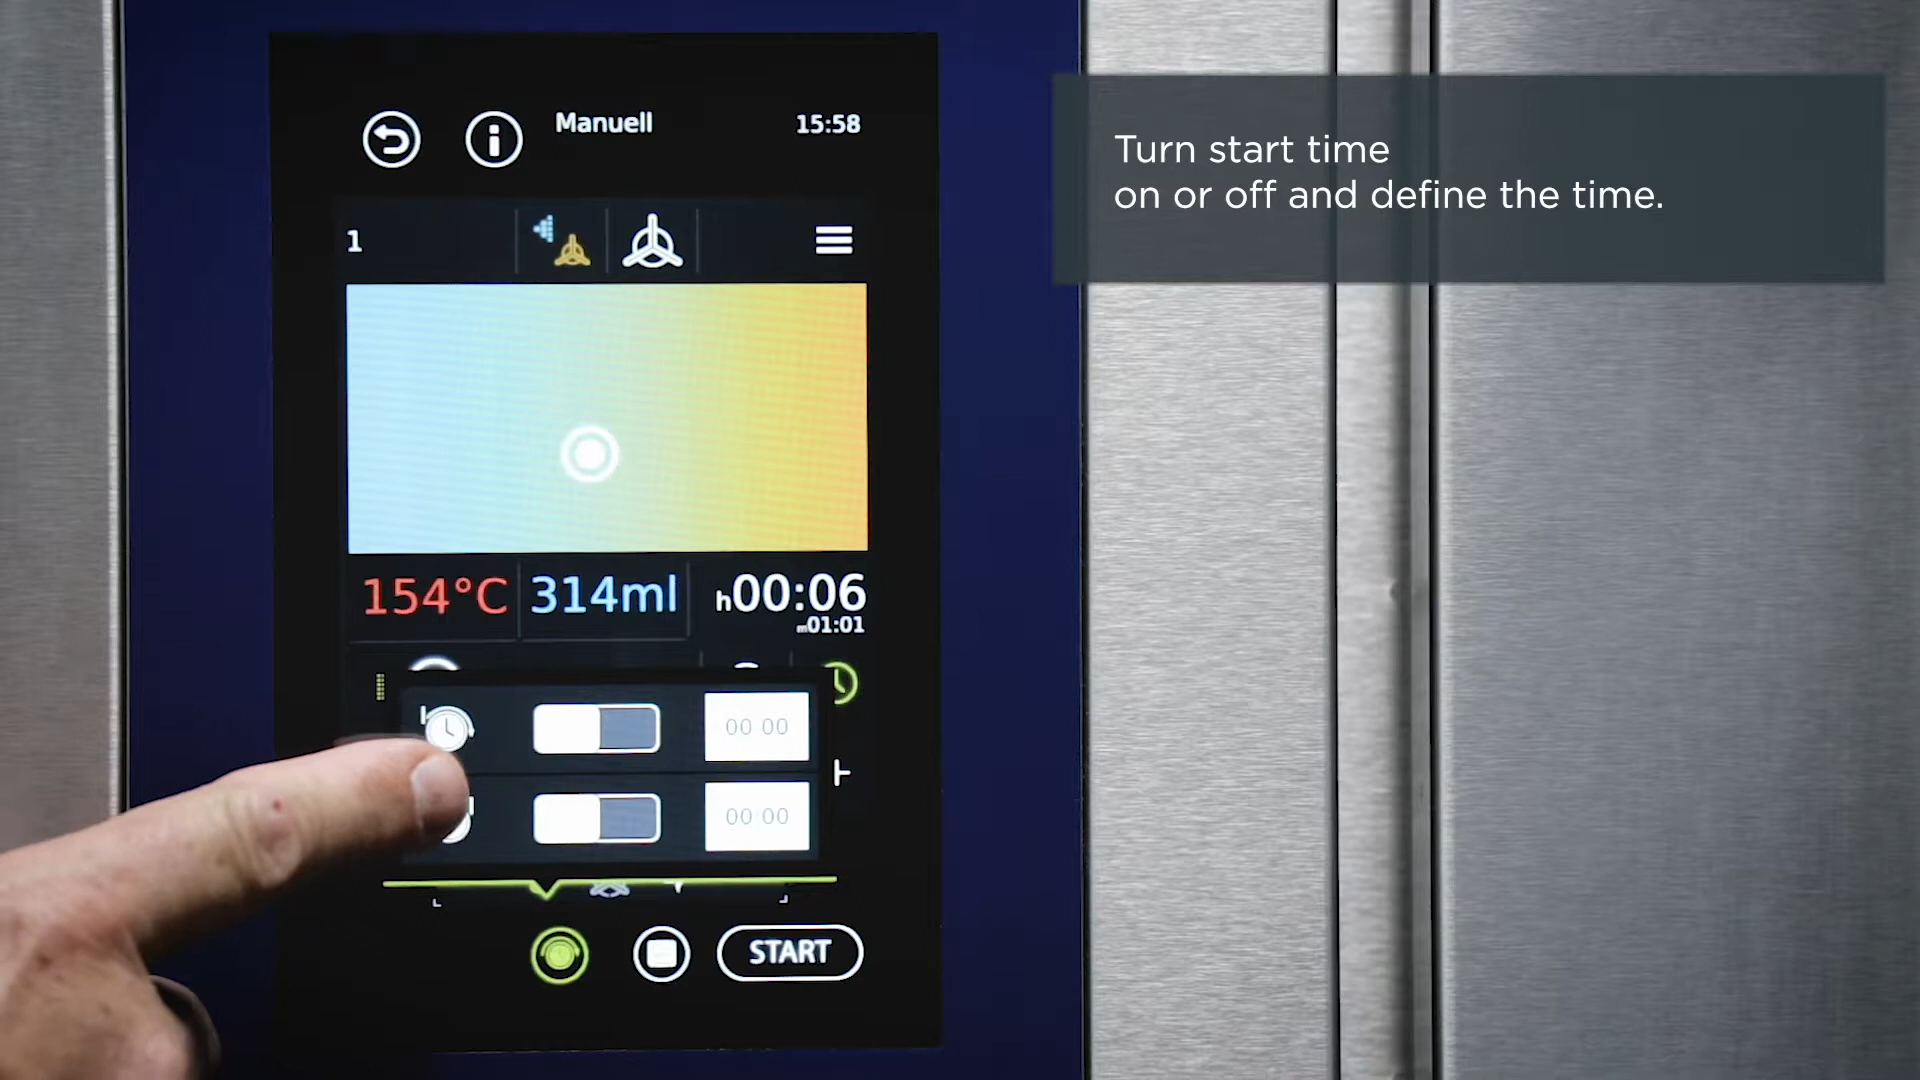 Manuell
15:58
Turn start time
on or off and define the time.
1
154°C
314ml
h00:06
m01:01
00 00
00:00
START